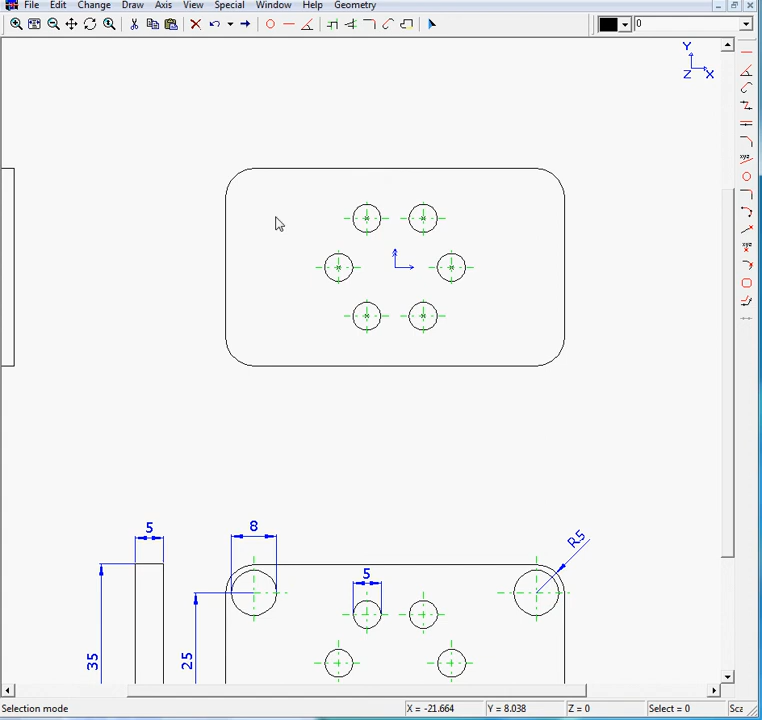 File Edit Change Draw Axis View Special Window Help Geometry
0
Y
Z X
5
8
R5
5
35
25
Selection mode X = -21.664 Y = 8.038 Z = 0 Select = 0 Sca